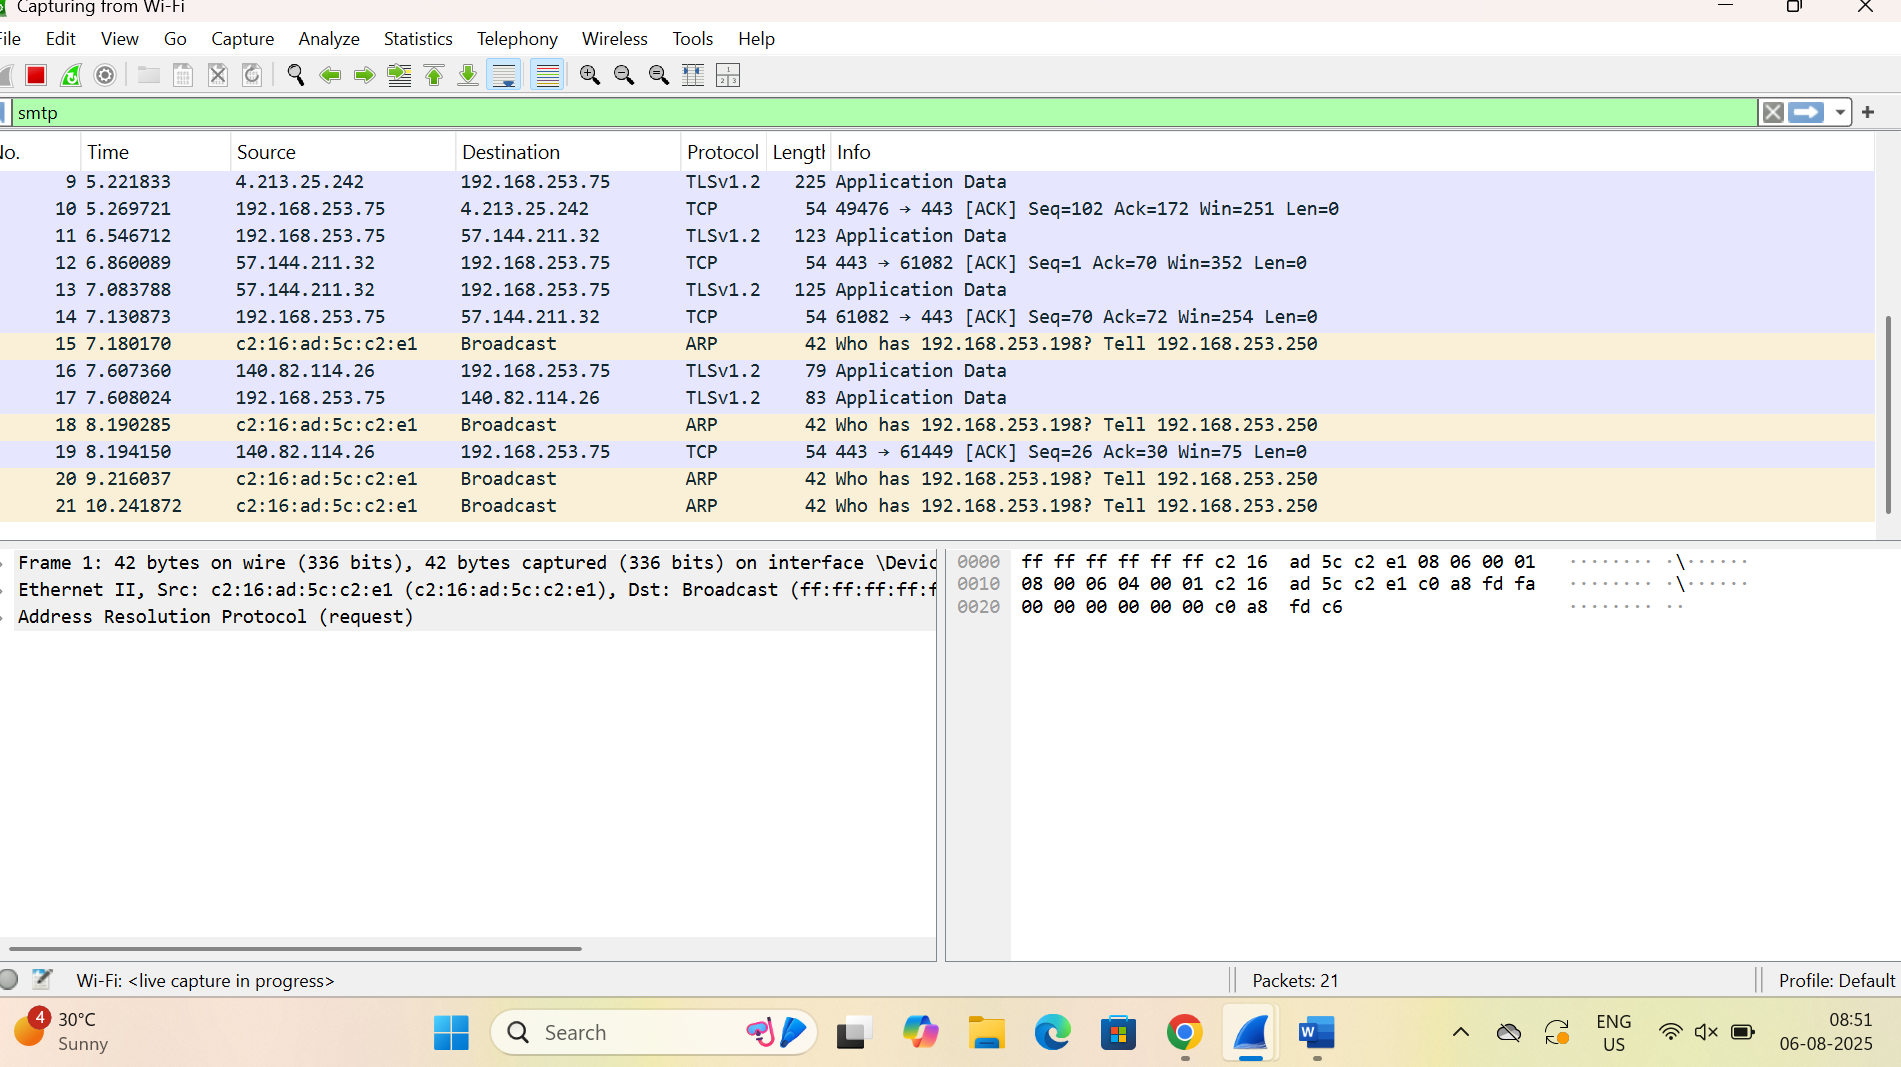 Capturing from Wi-Fi
File Edit View Go Capture Analyze Statistics Telephony Wireless Tools Help
smtp
No. Time Source Destination Protocol Length Info
9 5.221833 4.213.25.242 192.168.253.75 TLSv1.2 225 Application Data
10 5.269721 192.168.253.75 4.213.25.242 TCP 54 49476 → 443 [ACK] Seq=102 Ack=172 Win=251 Len=0
11 6.546712 192.168.253.75 57.144.211.32 TLSv1.2 123 Application Data
12 6.860089 57.144.211.32 192.168.253.75 TCP 54 443 → 61082 [ACK] Seq=1 Ack=70 Win=352 Len=0
13 7.083788 57.144.211.32 192.168.253.75 TLSv1.2 125 Application Data
14 7.130873 192.168.253.75 57.144.211.32 TCP 54 61082 → 443 [ACK] Seq=70 Ack=72 Win=254 Len=0
15 7.180170 c2:16:ad:5c:c2:e1 Broadcast ARP 42 Who has 192.168.253.198? Tell 192.168.253.250
16 7.607360 140.82.114.26 192.168.253.75 TLSv1.2 79 Application Data
17 7.608024 192.168.253.75 140.82.114.26 TLSv1.2 83 Application Data
18 8.190285 c2:16:ad:5c:c2:e1 Broadcast ARP 42 Who has 192.168.253.198? Tell 192.168.253.250
19 8.194150 140.82.114.26 192.168.253.75 TCP 54 443 → 61449 [ACK] Seq=26 Ack=30 Win=75 Len=0
20 9.216037 c2:16:ad:5c:c2:e1 Broadcast ARP 42 Who has 192.168.253.198? Tell 192.168.253.250
21 10.241872 c2:16:ad:5c:c2:e1 Broadcast ARP 42 Who has 192.168.253.198? Tell 192.168.253.250
Frame 1: 42 bytes on wire (336 bits), 42 bytes captured (336 bits) on interface \Devic
Ethernet II, Src: c2:16:ad:5c:c2:e1 (c2:16:ad:5c:c2:e1), Dst: Broadcast (ff:ff:ff:ff:f
Address Resolution Protocol (request)
0000 ff ff ff ff ff ff c2 16 ad 5c c2 e1 08 06 00 01 ········ ·\······
0010 08 00 06 04 00 01 c2 16 ad 5c c2 e1 c0 a8 fd fa ········ ·\······
0020 00 00 00 00 00 00 c0 a8 fd c6 ········ ··
Wi-Fi: <live capture in progress> Packets: 21 Profile: Default
4
30°C
Sunny
Search
W
ENG
US
08:51
06-08-2025